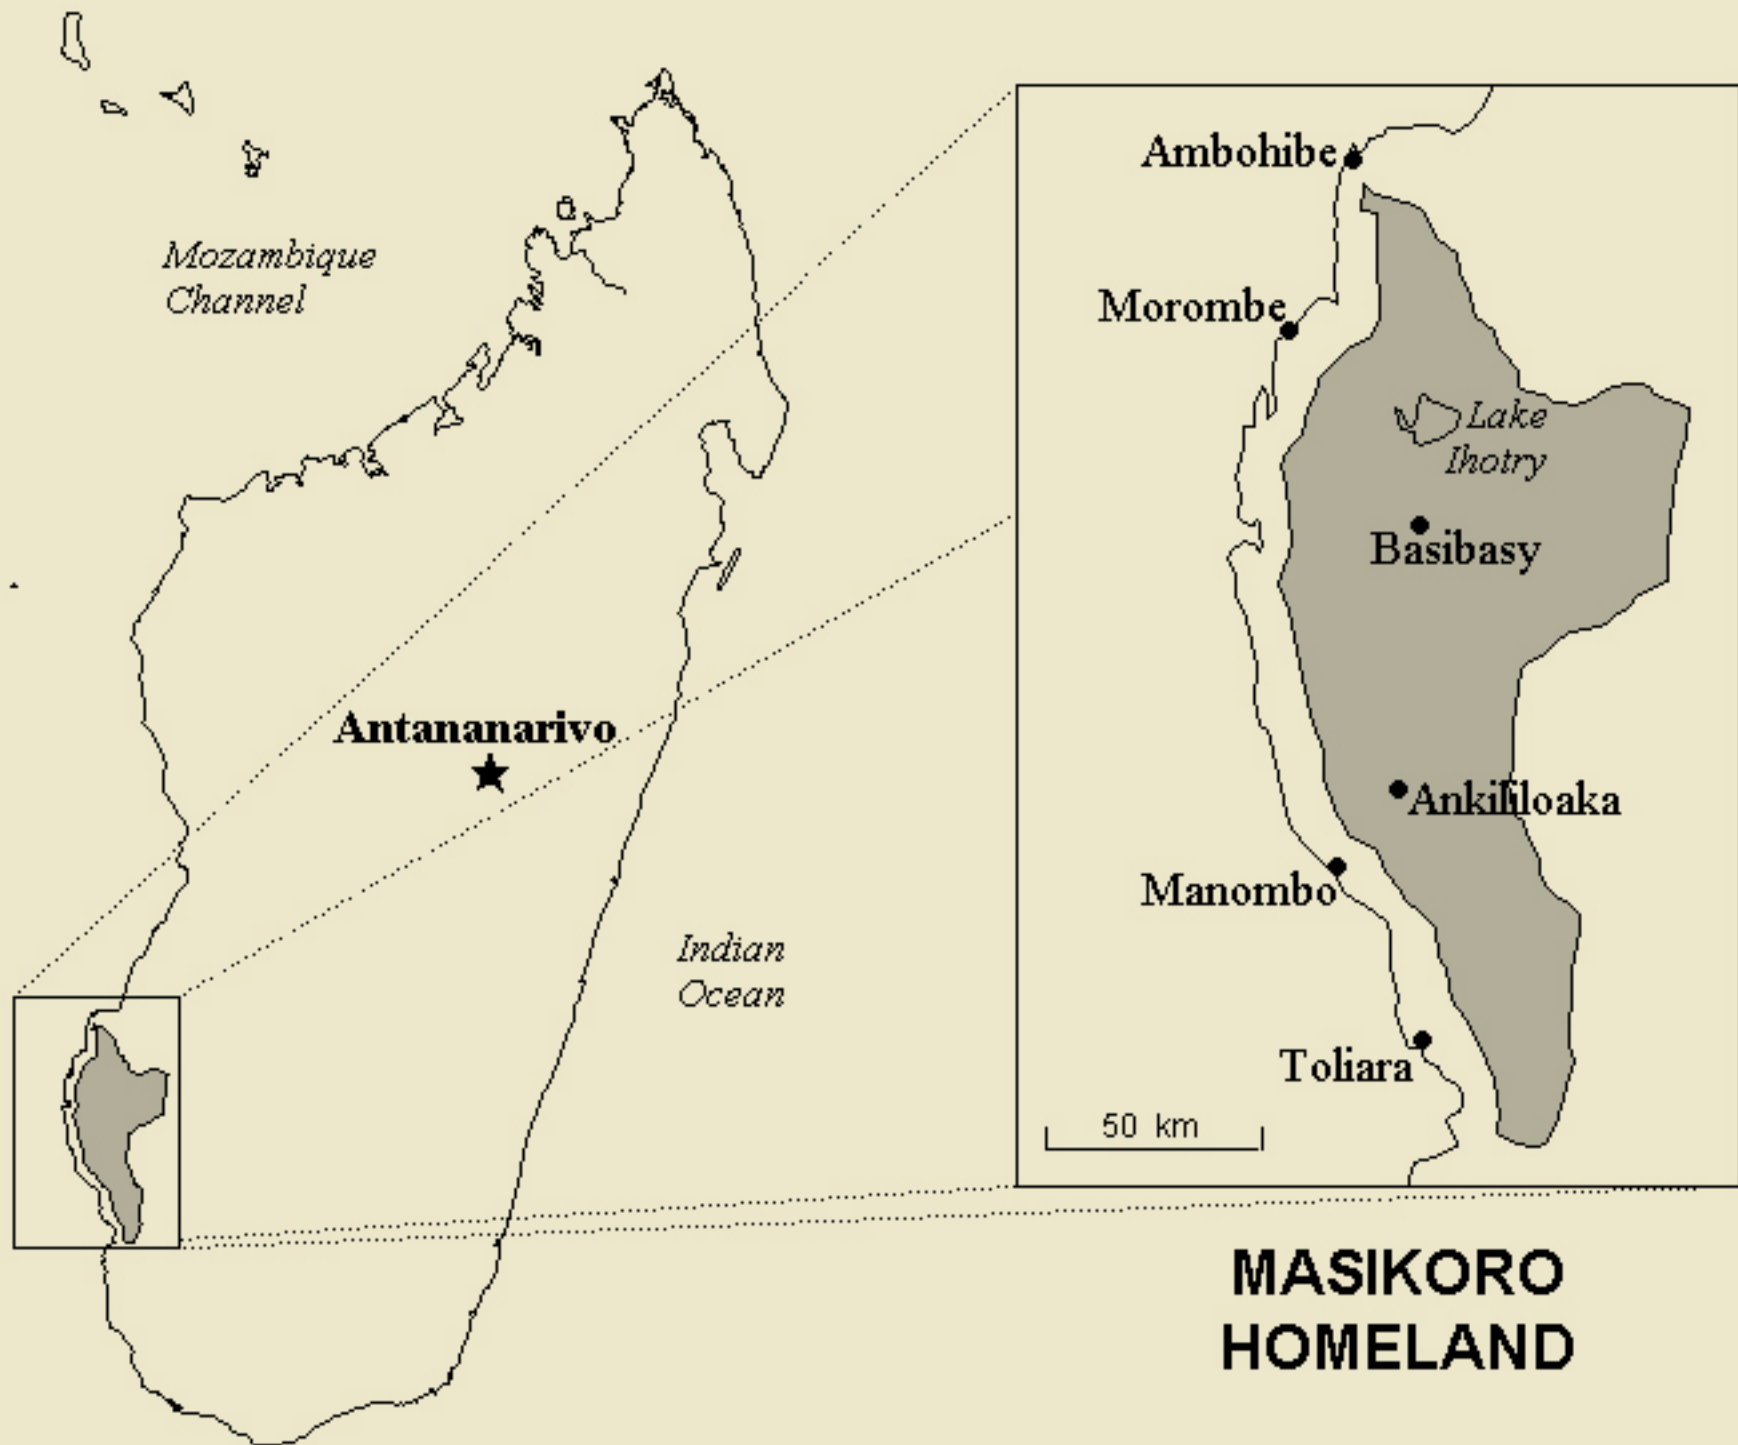 Mozambique
Channel
Antananarivo
Indian
Ocean
Ambohibe
Morombe
Lake
Ihotry
Basibasy
Ankililoaka
Manombo
Toliara
50 km
MASIKORO
HOMELAND